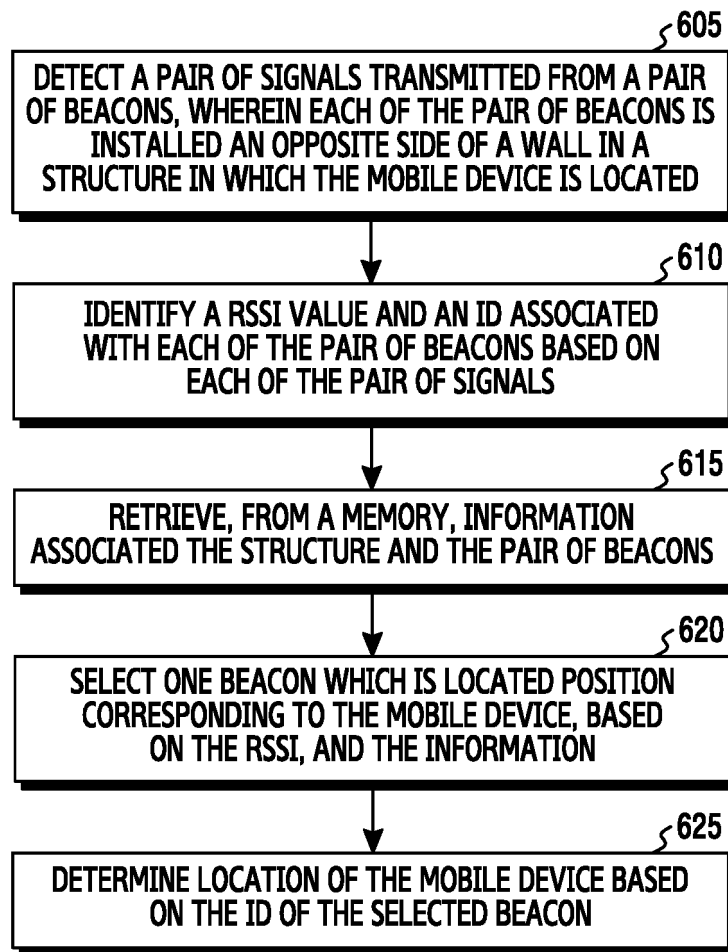 605
DETECT A PAIR OF SIGNALS TRANSMITTED FROM A PAIR
OF BEACONS, WHEREIN EACH OF THE PAIR OF BEACONS IS
INSTALLED AN OPPOSITE SIDE OF A WALL IN A
STRUCTURE IN WHICH THE MOBILE DEVICE IS LOCATED
610
IDENTIFY A RSSI VALUE AND AN ID ASSOCIATED
WITH EACH OF THE PAIR OF BEACONS BASED ON
EACH OF THE PAIR OF SIGNALS
615
RETRIEVE, FROM A MEMORY, INFORMATION
ASSOCIATED THE STRUCTURE AND THE PAIR OF BEACONS
620
SELECT ONE BEACON WHICH IS LOCATED POSITION
CORRESPONDING TO THE MOBILE DEVICE, BASED
ON THE RSSI, AND THE INFORMATION
625
DETERMINE LOCATION OF THE MOBILE DEVICE BASED
ON THE ID OF THE SELECTED BEACON